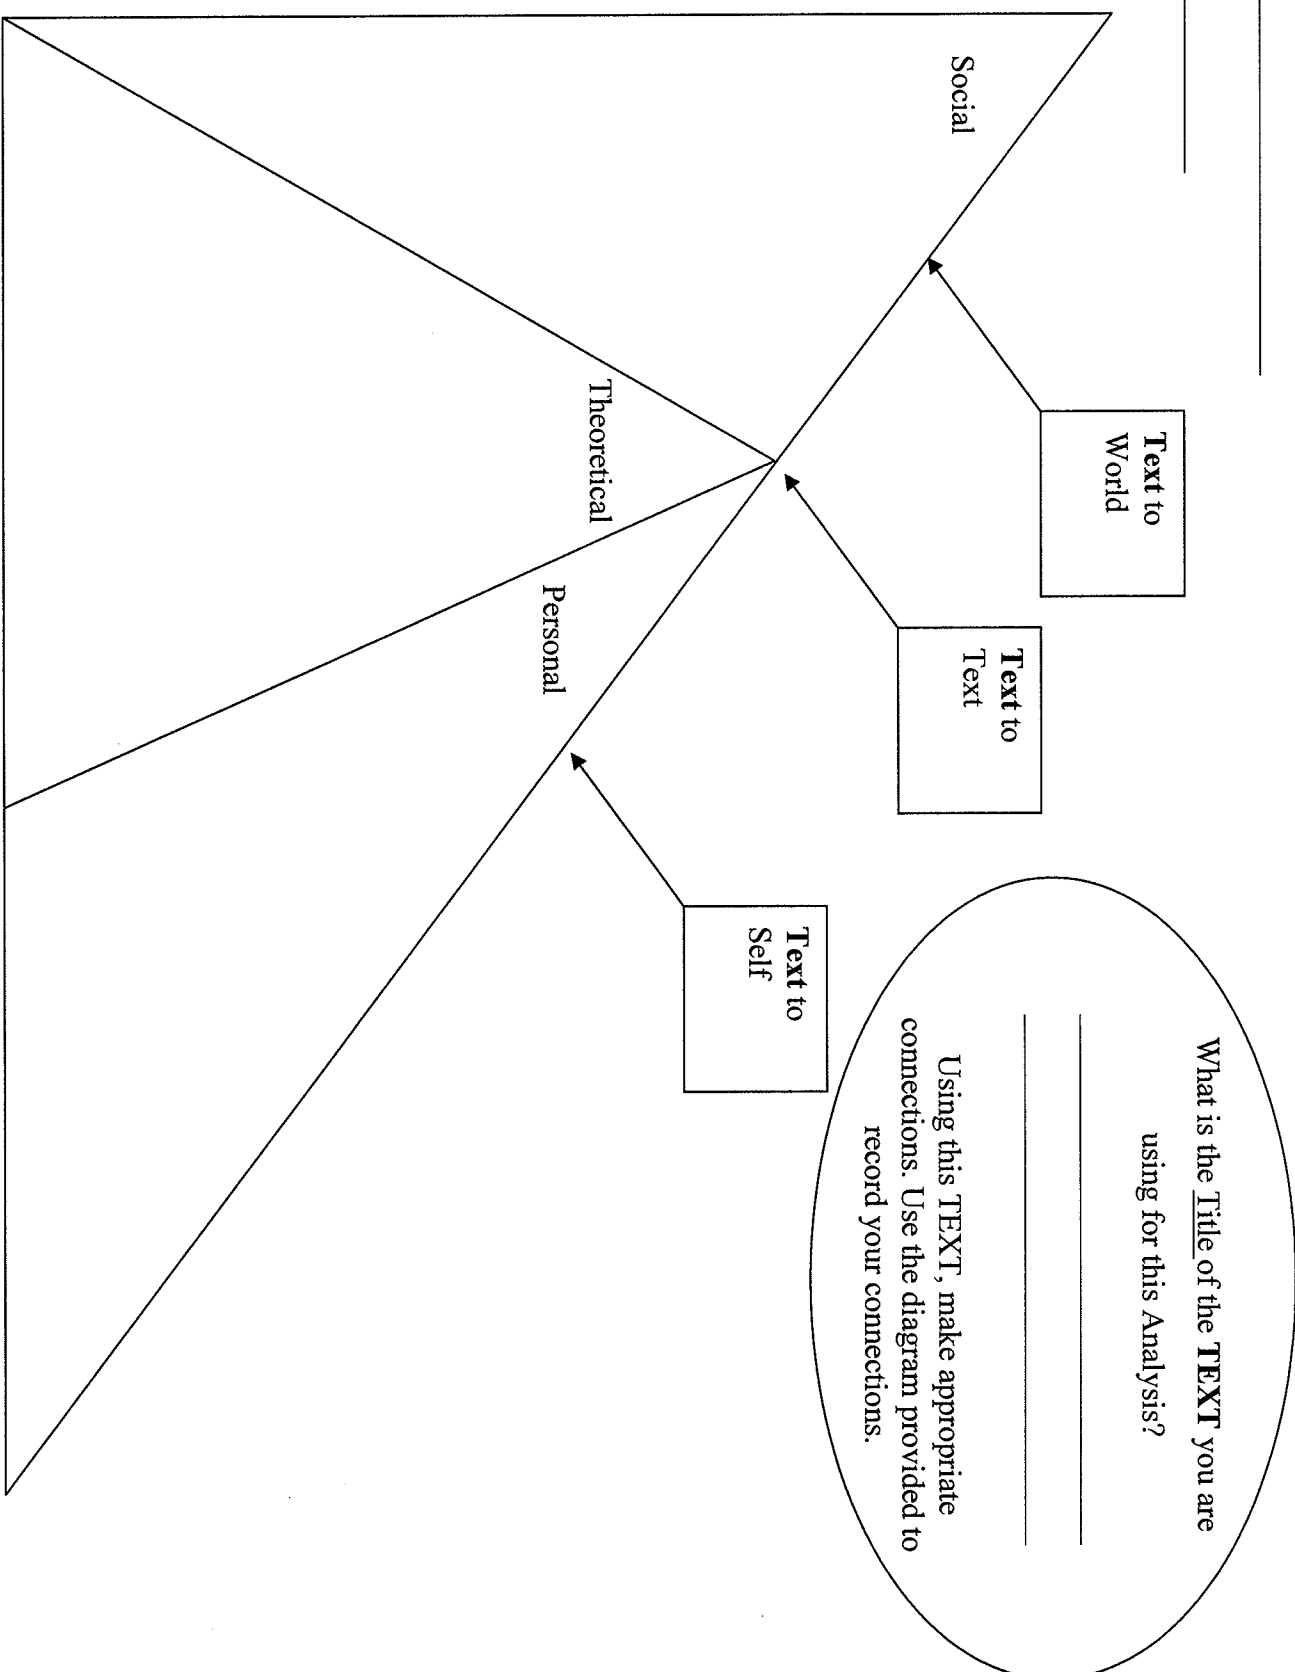 What is the Title of the TEXT you are
using for this Analysis?
Using this TEXT, make appropriate
connections. Use the diagram provided to
record your connections.
Text to
World
Text to
Text
Text to
Self
Social
Theoretical
Personal